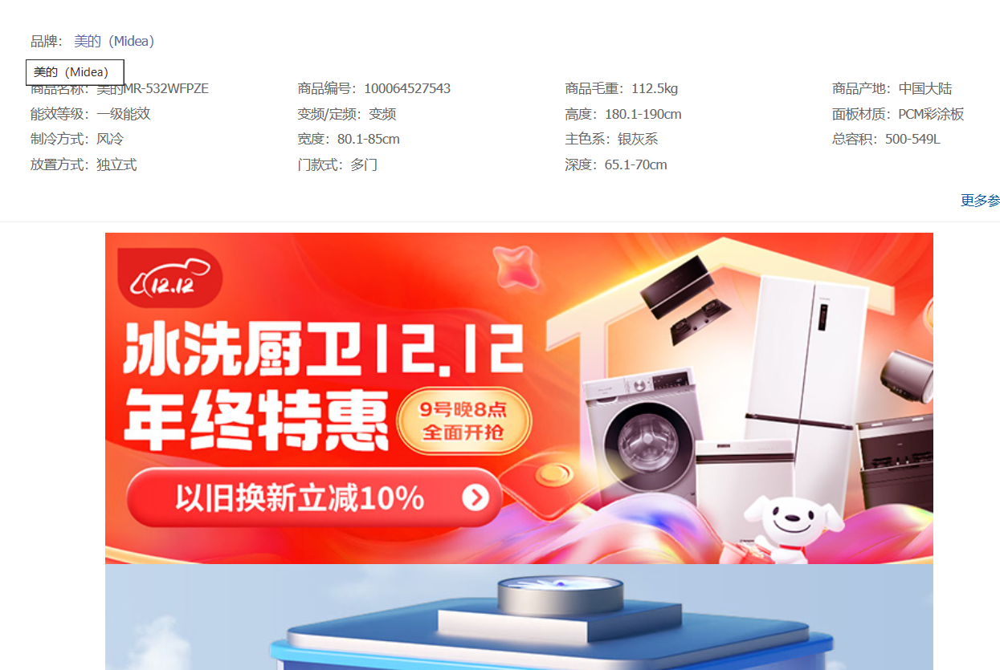 品牌： 美的（Midea）
美的（Midea）
商品名称：美的MR-532WFPZE 商品编号：100064527543 商品毛重：112.5kg 商品产地：中国大陆
能效等级：一级能效 变频/定频：变频 高度：180.1-190cm 面板材质：PCM彩涂板
制冷方式：风冷 宽度：80.1-85cm 主色系：银灰系 总容积：500-549L
放置方式：独立式 门款式：多门 深度：65.1-70cm
更多参
12.12
冰洗厨卫12.12
年终特惠
9号晚8点
全面开抢
以旧换新立减10%